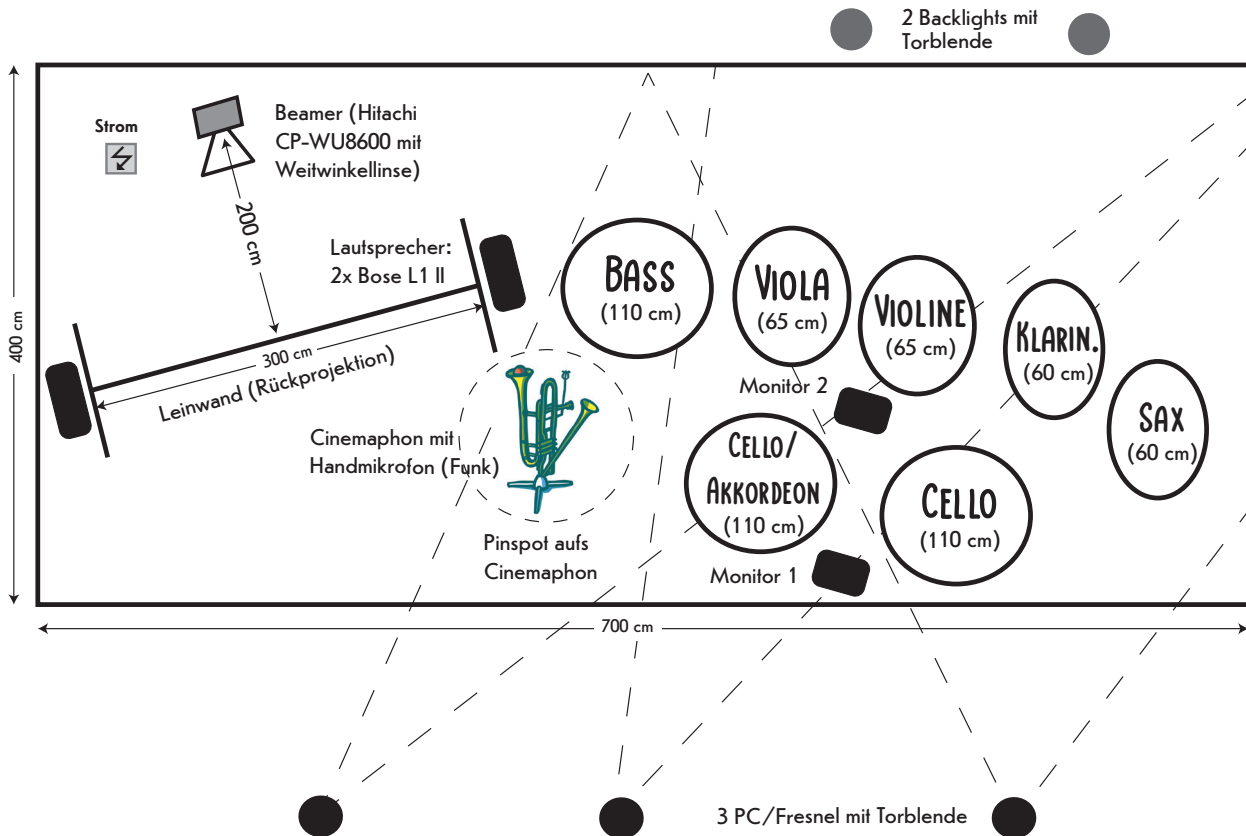 2 Backlights mit
Torblende
Strom
Beamer (Hitachi
CP-WU8600 mit
Weitwinkellinse)
200 cm
400 cm
Lautsprecher:
2x Bose L1 II
300 cm
Leinwand (Rückprojektion)
BASS
(110 cm)
VIOLA
(65 cm)
VIOLINE
(65 cm)
KLARIN.
(60 cm)
SAX
(60 cm)
Monitor 2
Cinemaphon mit
Handmikrofon (Funk)
CELLO/
AKKORDEON
(110 cm)
CELLO
(110 cm)
Pinspot aufs
Cinemaphon
Monitor 1
700 cm
3 PC/Fresnel mit Torblende